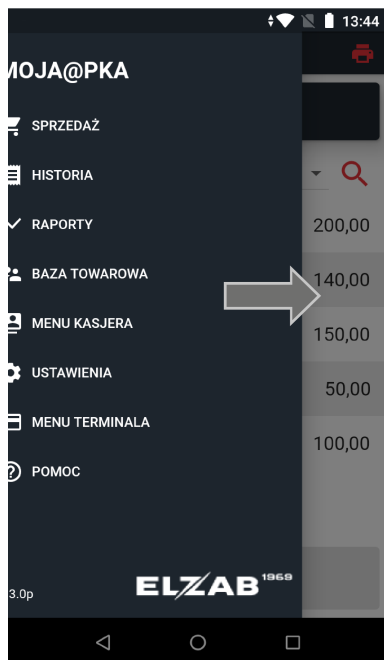 13:44
MOJA@PKA
SPRZEDAŻ
HISTORIA
200,00
RAPORTY
BAZA TOWAROWA
140,00
MENU KASJERA
150,00
USTAWIENIA
50,00
MENU TERMINALA
100,00
POMOC
3.0p
ELZAB 1969